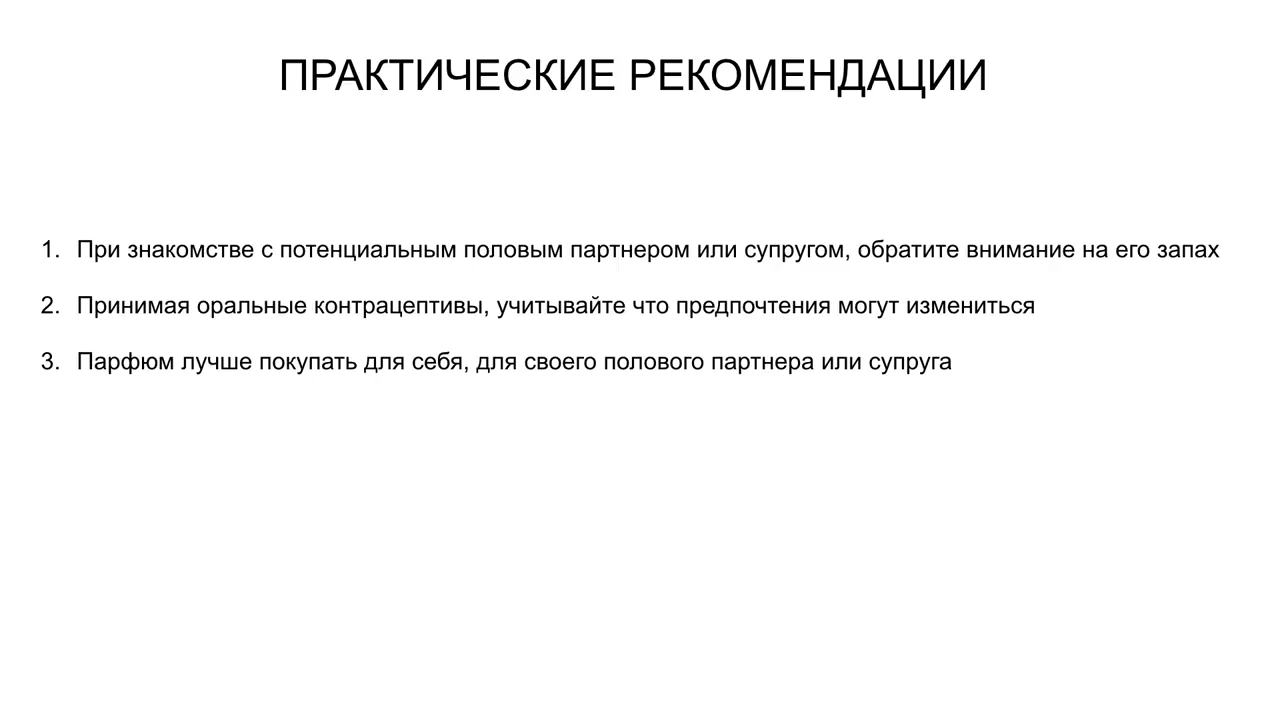 ПРАКТИЧЕСКИЕ РЕКОМЕНДАЦИИ
1. При знакомстве с потенциальным половым партнером или супругом, обратите внимание на его запах
2. Принимая оральные контрацептивы, учитывайте что предпочтения могут измениться
3. Парфюм лучше покупать для себя, для своего полового партнера или супруга